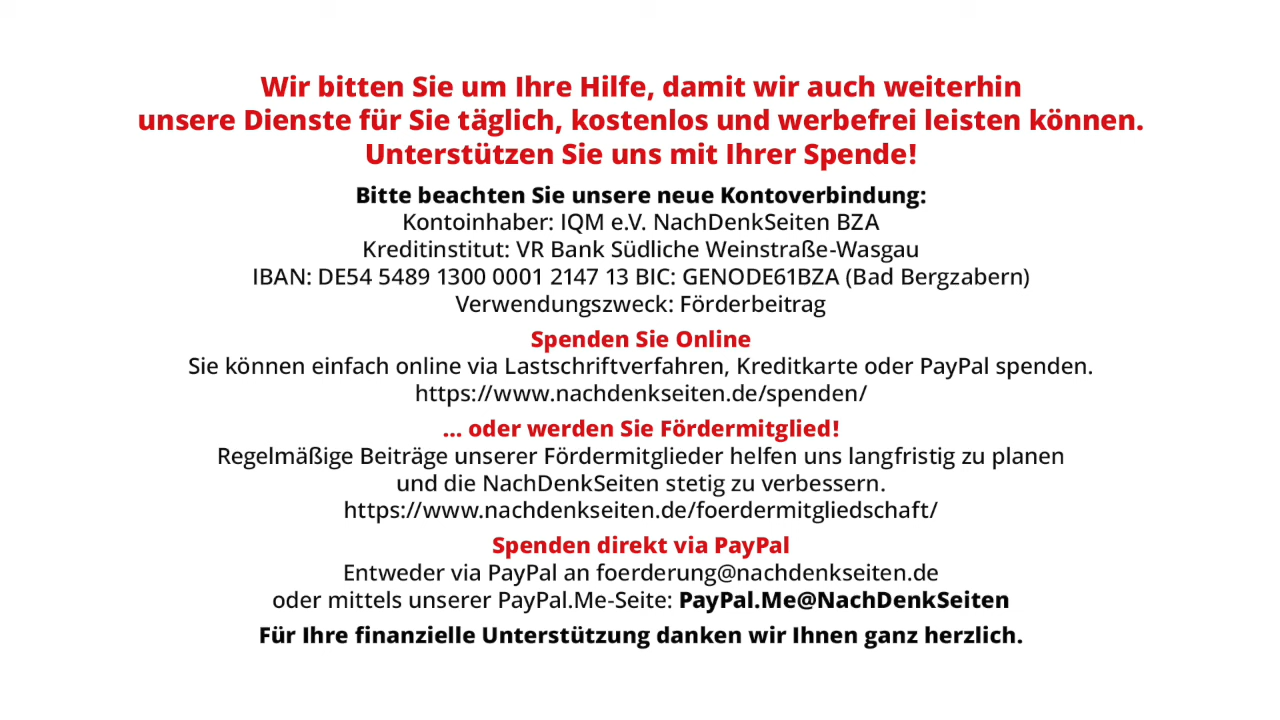 Wir bitten Sie um Ihre Hilfe, damit wir auch weiterhin
unsere Dienste für Sie täglich, kostenlos und werbefrei leisten können.
Unterstützen Sie uns mit Ihrer Spende!
Bitte beachten Sie unsere neue Kontoverbindung:
Kontoinhaber: IQM e.V. NachDenkSeiten BZA
Kreditinstitut: VR Bank Südliche Weinstraße-Wasgau
IBAN: DE54 5489 1300 0001 2147 13 BIC: GENODE61BZA (Bad Bergzabern)
Verwendungszweck: Förderbeitrag
Spenden Sie Online
Sie können einfach online via Lastschriftverfahren, Kreditkarte oder PayPal spenden.
https://www.nachdenkseiten.de/spenden/
... oder werden Sie Fördermitglied!
Regelmäßige Beiträge unserer Fördermitglieder helfen uns langfristig zu planen
und die NachDenkSeiten stetig zu verbessern.
https://www.nachdenkseiten.de/foerdermitgliedschaft/
Spenden direkt via PayPal
Entweder via PayPal an foerderung@nachdenkseiten.de
oder mittels unserer PayPal.Me-Seite: PayPal.Me@NachDenkSeiten
Für Ihre finanzielle Unterstützung danken wir Ihnen ganz herzlich.